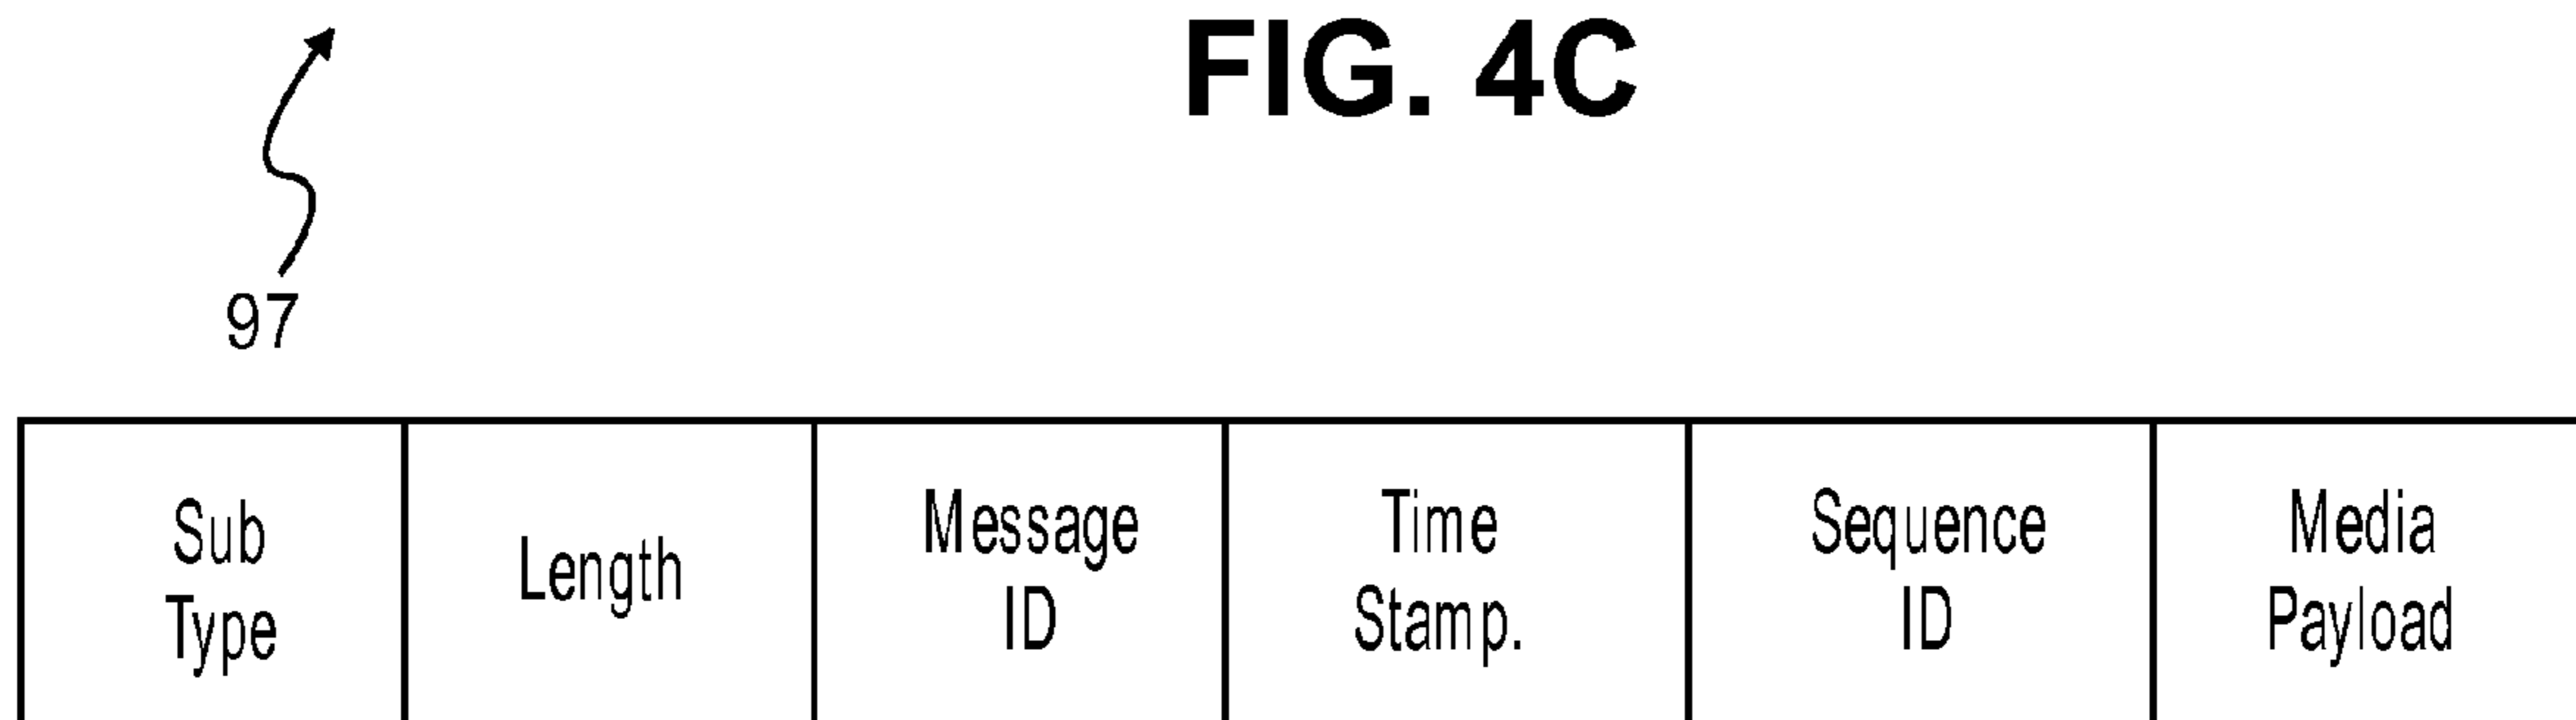 FIG. 4C
97
Sub
Type
Length
Message
ID
Time
Stamp.
Sequence
ID
Media
Payload